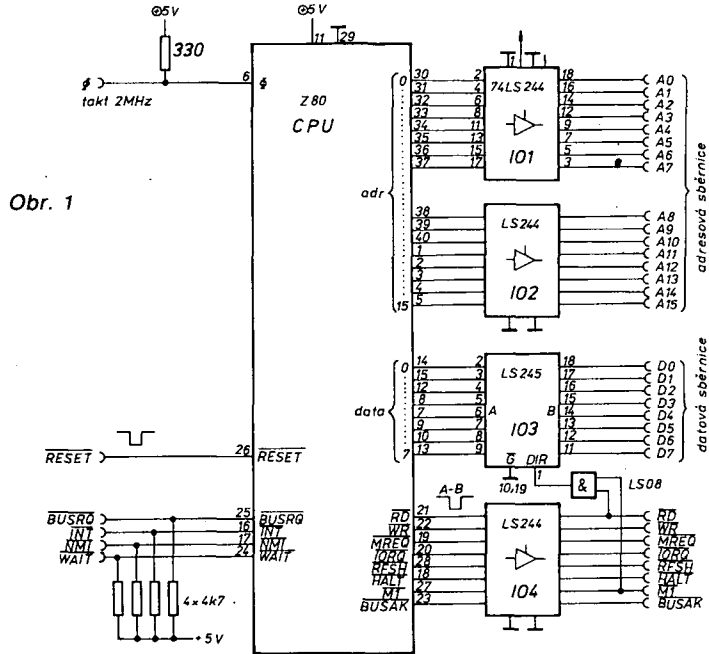 ⊕5V
330
⊕5V
11 29
ϕ
takt 2MHz
6 ϕ
Z80
CPU
Obr. 1
adr
0
15
30 2
31 4
32 6
33 8
34 11
35 13
36 15
37 17
1
74LS244
IO1
18 A0
16 A1
14 A2
12 A3
9 A4
7 A5
5 A6
3 A7
38
39
40
1
2
3
4
5
LS244
IO2
A8
A9
A10
A11
A12
A13
A14
A15
adresová sběrnice
data
0
7
14 2
15 3
12 4
8 5
7 6
9 7
10 8
13 9
LS245
A B
IO3
G̅ DIR
10,19
1
18 D0
17 D1
16 D2
15 D3
14 D4
13 D5
12 D6
11 D7
datová sběrnice
&
LS08
RESET
26 RESET
BUSRQ 25 BUSRQ
INT 16 INT
NMI 17 NMI
WAIT 24 WAIT
4x4k7
+5V
A-B
RD 21
WR 22
MREQ 19
IORQ 20
RFSH 28
HALT 18
M1 27
BUSAK 23
LS244
IO4
RD
WR
MREQ
IORQ
RFSH
HALT
M1
BUSAK